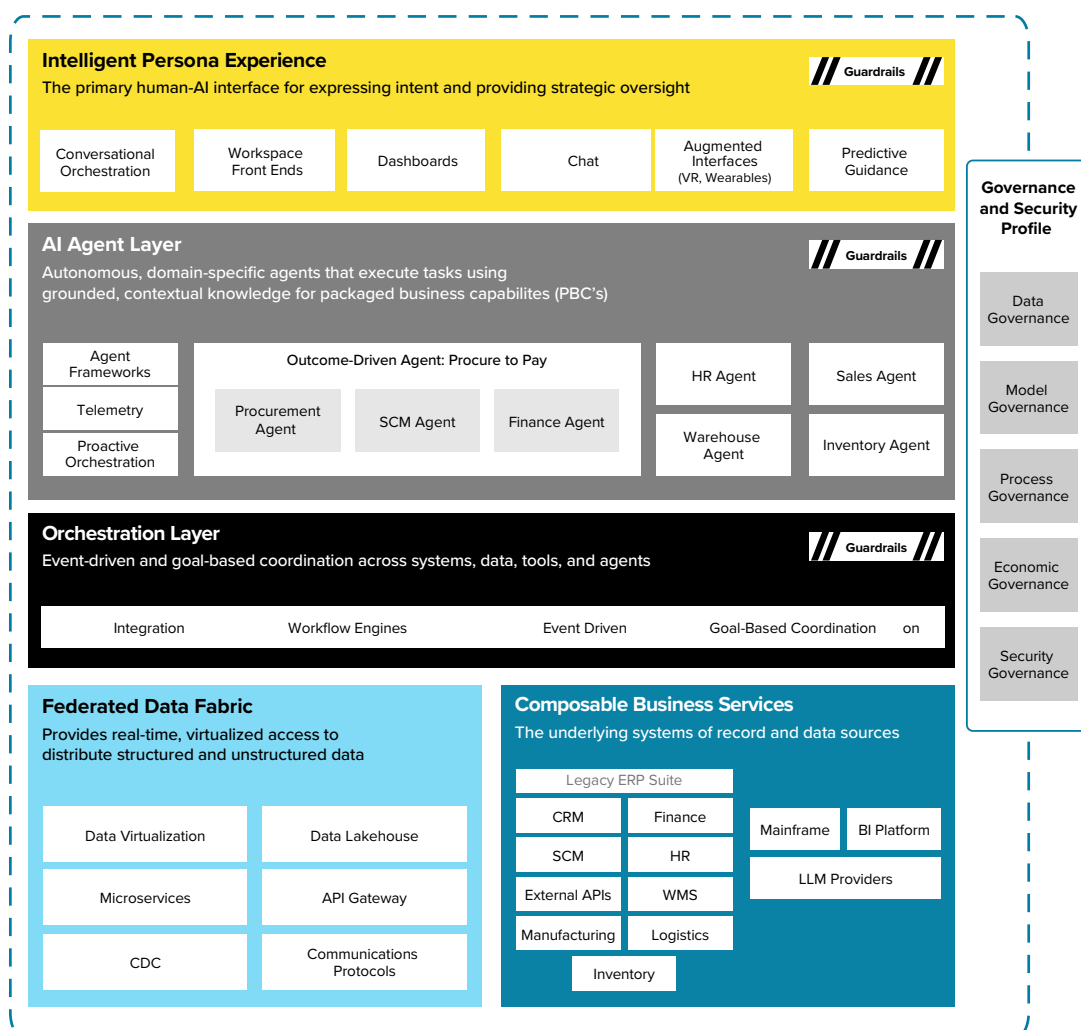 Intelligent Persona Experience
The primary human-AI interface for expressing intent and providing strategic oversight
Guardrails
Conversational
Orchestration
Workspace
Front Ends
Dashboards
Chat
Augmented
Interfaces
(VR, Wearables)
Predictive
Guidance
AI Agent Layer
Autonomous, domain-specific agents that execute tasks using
grounded, contextual knowledge for packaged business capabilites (PBC's)
Guardrails
Agent
Frameworks
Telemetry
Proactive
Orchestration
Outcome-Driven Agent: Procure to Pay
Procurement
Agent
SCM Agent
Finance Agent
HR Agent
Sales Agent
Warehouse
Agent
Inventory Agent
Orchestration Layer
Event-driven and goal-based coordination across systems, data, tools, and agents
Guardrails
Integration
Workflow Engines
Event Driven
Goal-Based Coordination
on
Federated Data Fabric
Provides real-time, virtualized access to
distribute structured and unstructured data
Data Virtualization
Data Lakehouse
Microservices
API Gateway
CDC
Communications
Protocols
Composable Business Services
The underlying systems of record and data sources
Legacy ERP Suite
CRM
Finance
SCM
HR
External APIs
WMS
Manufacturing
Logistics
Inventory
Mainframe
BI Platform
LLM Providers
Governance
and Security
Profile
Data
Governance
Model
Governance
Process
Governance
Economic
Governance
Security
Governance